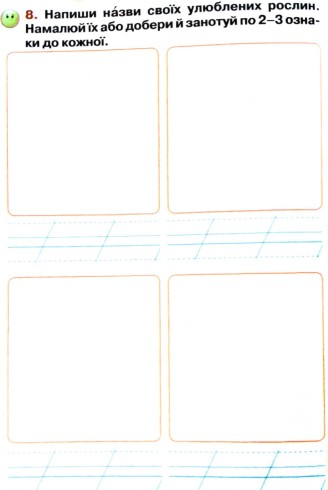 8. Напиши на́зви своїх улюблених рослин.
Намалюй їх або добери й занотуй по 2–3 озна-
ки до кожної.